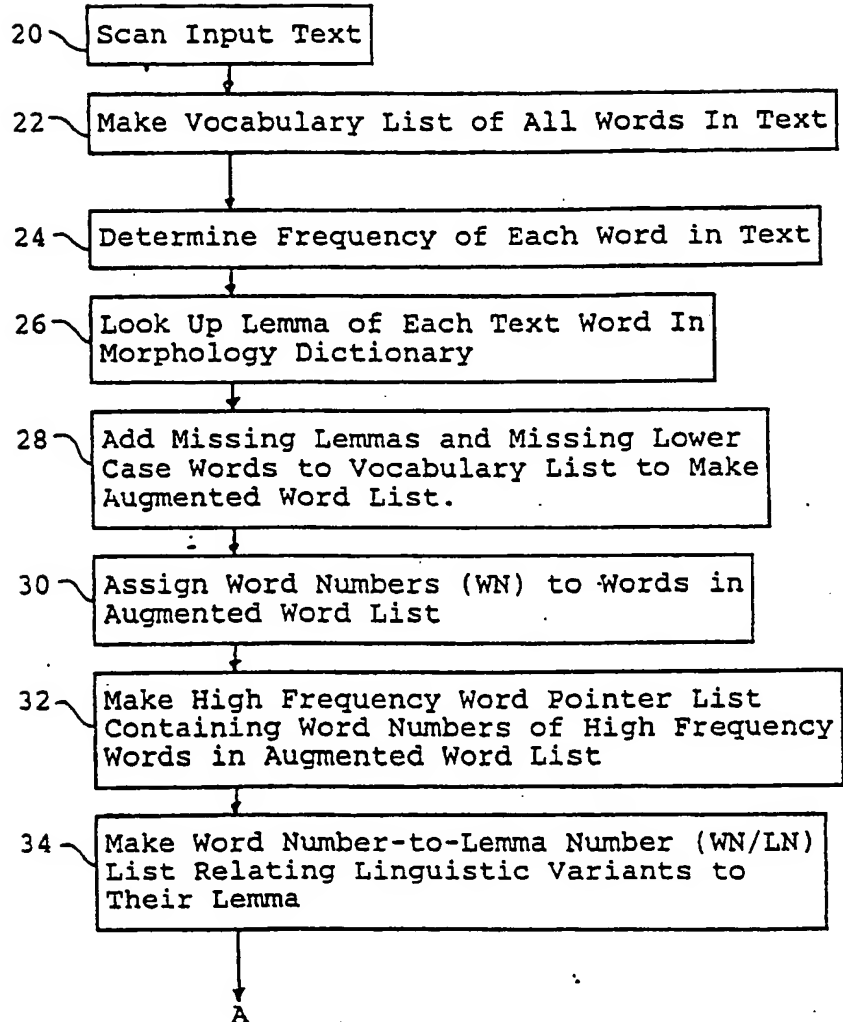 20 Scan Input Text
22 Make Vocabulary List of All Words In Text
24 Determine Frequency of Each Word in Text
26 Look Up Lemma of Each Text Word In
Morphology Dictionary
28 Add Missing Lemmas and Missing Lower
Case Words to Vocabulary List to Make
Augmented Word List.
30 Assign Word Numbers (WN) to Words in
Augmented Word List
32 Make High Frequency Word Pointer List
Containing Word Numbers of High Frequency
Words in Augmented Word List
34 Make Word Number-to-Lemma Number (WN/LN)
List Relating Linguistic Variants to
Their Lemma
A